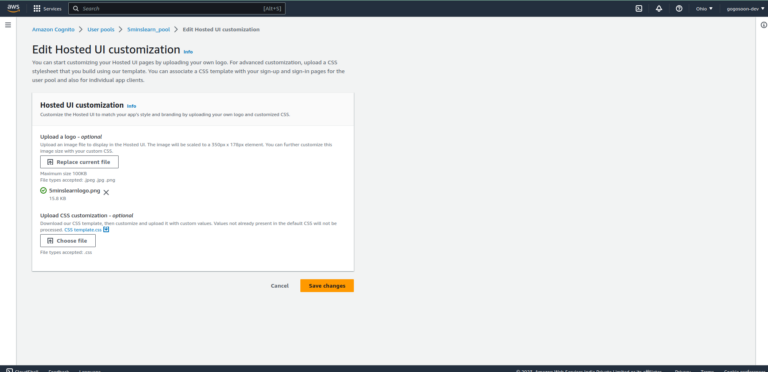 aws Services Search [Alt+S] Ohio ▼ gogosoon-dev ▼
Amazon Cognito > User pools > 5minslearn_pool > Edit Hosted UI customization
Edit Hosted UI customization Info
You can start customizing your Hosted UI pages by uploading your own logo. For advanced customization, upload a CSS
stylesheet that you build using our template. You can associate a CSS template with your sign-up and sign-in pages for the
user pool and also for individual app clients.
Hosted UI customization Info
Customize the Hosted UI to match your app's style and branding by uploading your own logo and customized CSS.
Upload a logo - optional
Upload an image file to display in the Hosted UI. The image will be scaled to a 350px x 178px element. You can further customize this
image size with your custom CSS.
Replace current file
Maximum size 100KB
File types accepted: .jpeg .jpg .png
5minslearnlogo.png
15.8 KB
Upload CSS customization - optional
Download our CSS template, then customize and upload it with custom values. Values not already present in the default CSS will not be
processed. CSS template.css
Choose file
File types accepted: .css
Cancel Save changes
CloudShell Feedback Language © 2023, Amazon Web Services India Private Limited or its affiliates. Privacy Terms Cookie preferences